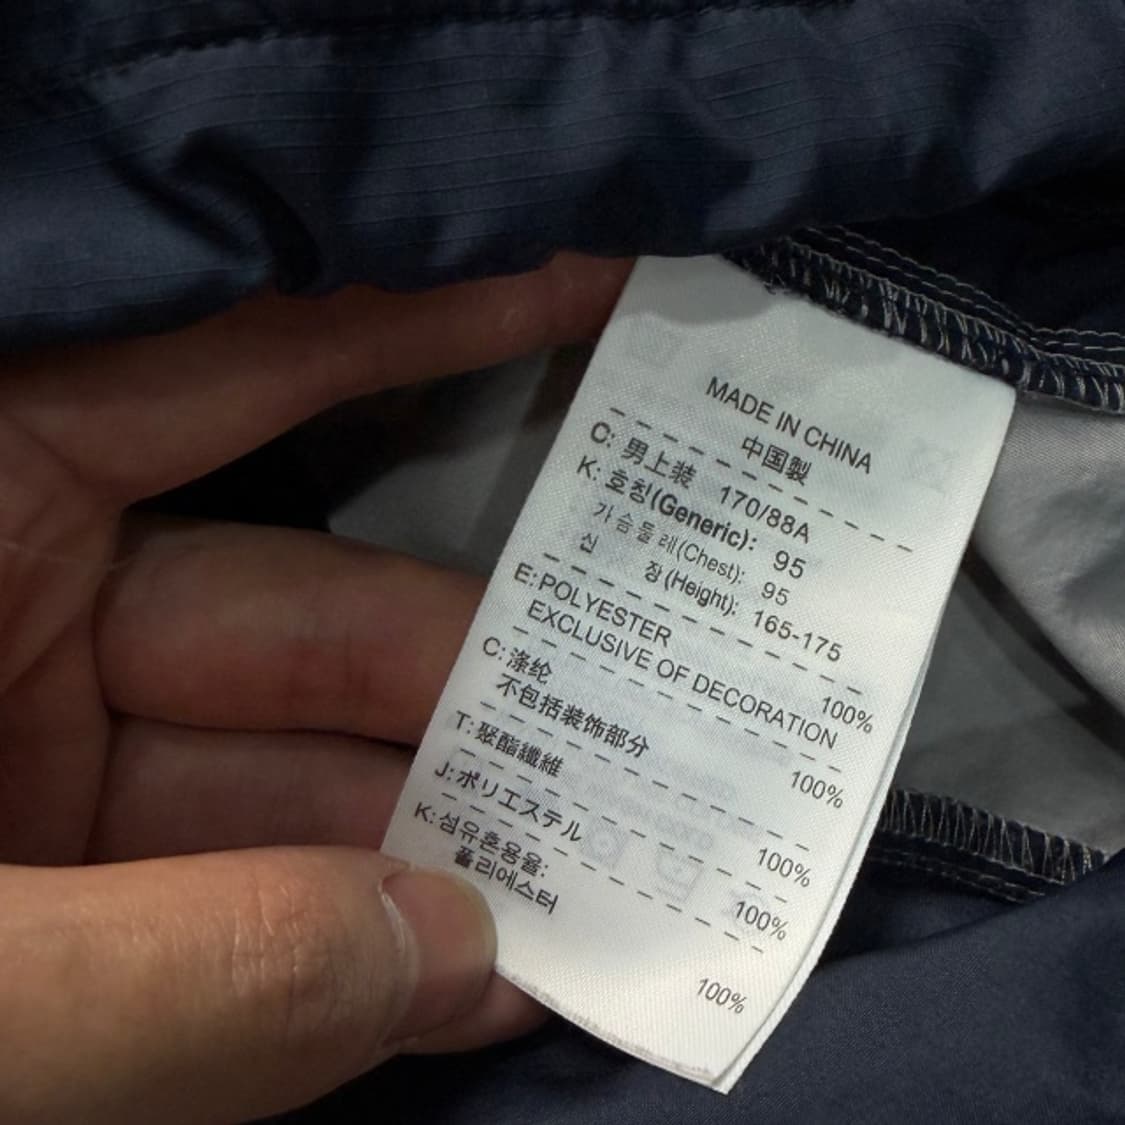 MADE IN CHINA
中国製
C: 男上装 170/88A
K: 호칭(Generic): 95
가슴둘레(Chest): 95
신 장(Height): 165-175
E: POLYESTER 100%
EXCLUSIVE OF DECORATION
C: 涤纶 100%
不包括装饰部分
T: 聚酯纖維 100%
J: ポリエステル 100%
K: 섬유혼용율:
폴리에스터 100%